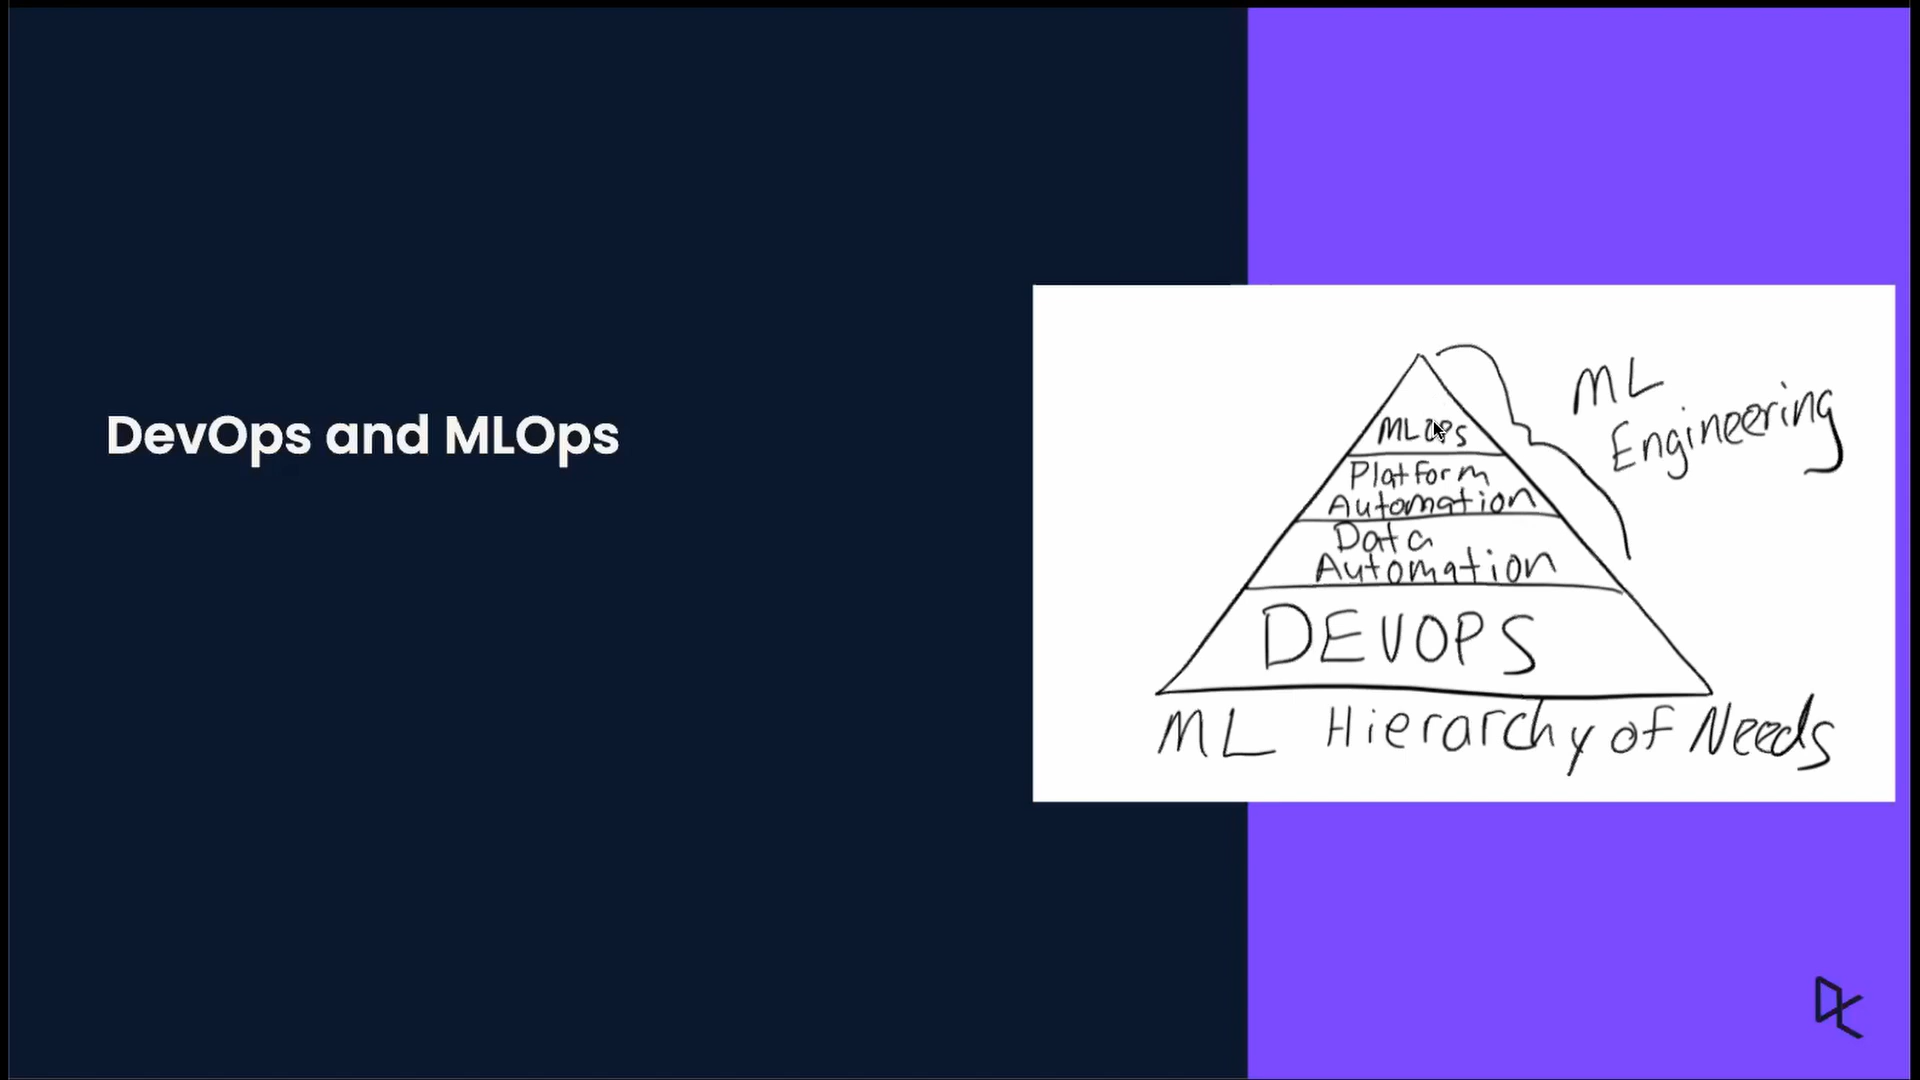 DevOps and MLOps
MLOPs
Platform
Automation
Data
Automation
DEVOPS
ML
Engineering
ML Hierarchy of Needs